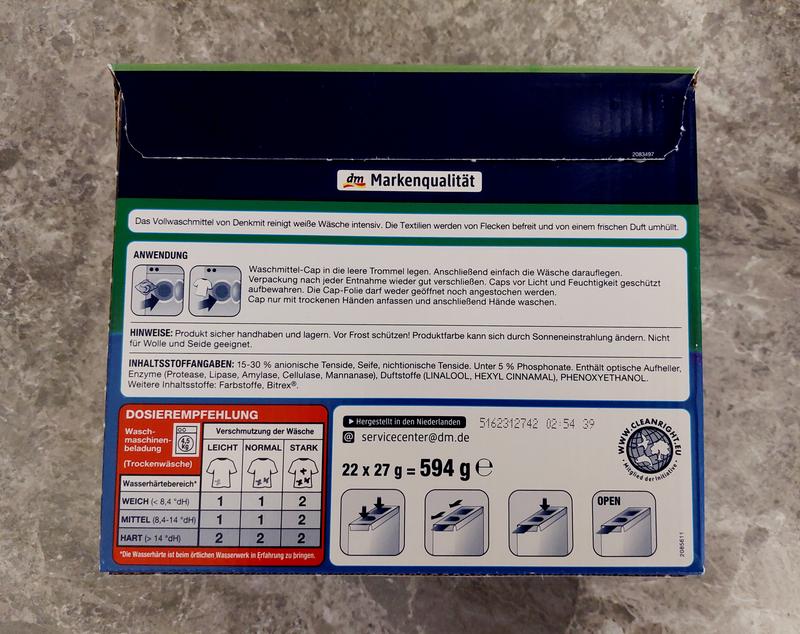 2083497
dm Markenqualität
Das Vollwaschmittel von Denkmit reinigt weiße Wäsche intensiv. Die Textilien werden von Flecken befreit und von einem frischen Duft umhüllt.
ANWENDUNG
Waschmittel-Cap in die leere Trommel legen. Anschließend einfach die Wäsche darauflegen.
Verpackung nach jeder Entnahme wieder gut verschließen. Caps vor Licht und Feuchtigkeit geschützt
aufbewahren. Die Cap-Folie darf weder geöffnet noch angestochen werden.
Cap nur mit trockenen Händen anfassen und anschließend Hände waschen.
HINWEISE: Produkt sicher handhaben und lagern. Vor Frost schützen! Produktfarbe kann sich durch Sonneneinstrahlung ändern. Nicht
für Wolle und Seide geeignet.
INHALTSSTOFFANGABEN: 15-30 % anionische Tenside, Seife, nichtionische Tenside. Unter 5 % Phosphonate. Enthält optische Aufheller,
Enzyme (Protease, Lipase, Amylase, Cellulase, Mannanase), Duftstoffe (LINALOOL, HEXYL CINNAMAL), PHENOXYETHANOL.
Weitere Inhaltsstoffe: Farbstoffe, Bitrex®.
DOSIEREMPFEHLUNG
Wasch-
maschinen-
beladung
(Trockenwäsche)
4,5 kg
Verschmutzung der Wäsche
LEICHT NORMAL STARK
Wasserhärtebereich*
WEICH (< 8,4 °dH) 1 1 2
MITTEL (8,4-14 °dH) 1 1 2
HART (> 14 °dH) 2 2 2
*Die Wasserhärte ist beim örtlichen Wasserwerk in Erfahrung zu bringen.
Hergestellt in den Niederlanden
5162312742 02:54 39
@ servicecenter@dm.de
22 x 27 g = 594 g ℮
OPEN
WWW.CLEANRIGHT.EU
Mitglied der Initiative
2085611